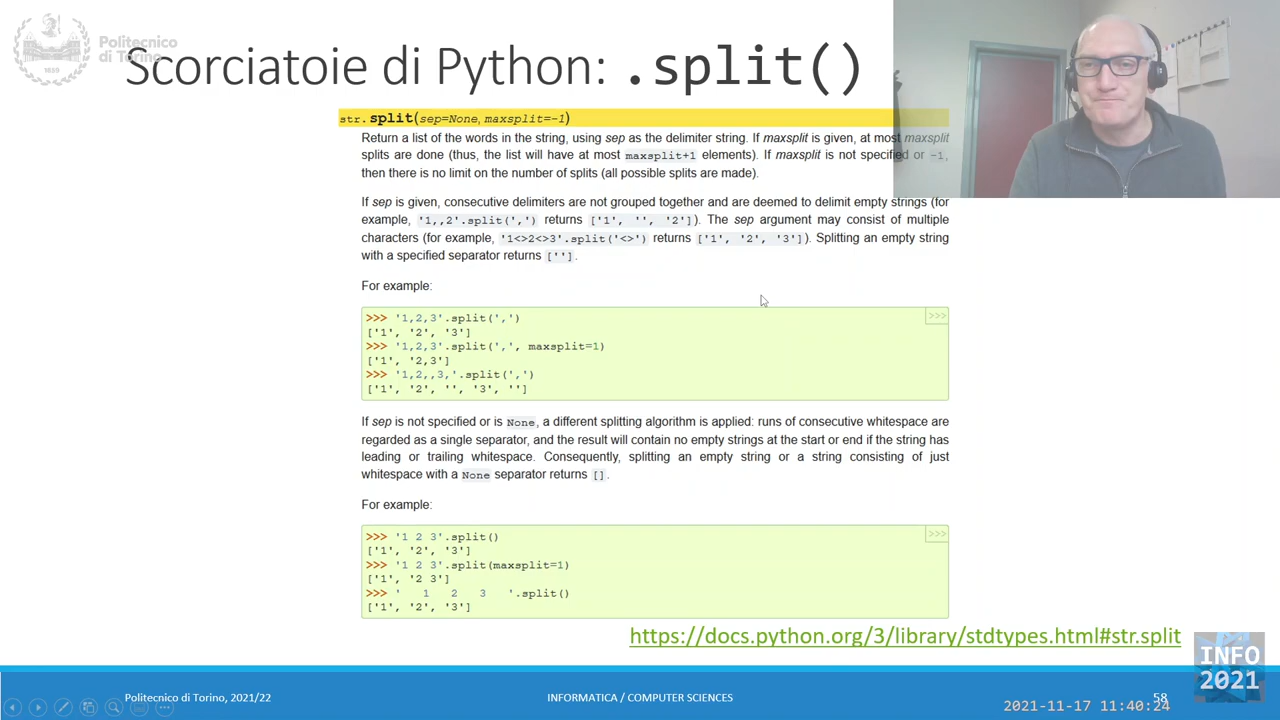 Politecnico
di Torino
1859
Scorciatoie di Python: .split()
str.split(sep=None, maxsplit=-1)
Return a list of the words in the string, using sep as the delimiter string. If maxsplit is given, at most maxsplit
splits are done (thus, the list will have at most maxsplit+1 elements). If maxsplit is not specified or -1,
then there is no limit on the number of splits (all possible splits are made).
If sep is given, consecutive delimiters are not grouped together and are deemed to delimit empty strings (for
example, '1,,2'.split(',') returns ['1', '', '2']). The sep argument may consist of multiple
characters (for example, '1<>2<>3'.split('<>') returns ['1', '2', '3']). Splitting an empty string
with a specified separator returns [''].
For example:
>>>
>>> '1,2,3'.split(',')
['1', '2', '3']
>>> '1,2,3'.split(',', maxsplit=1)
['1', '2,3']
>>> '1,2,,3,'.split(',')
['1', '2', '', '3', '']
If sep is not specified or is None, a different splitting algorithm is applied: runs of consecutive whitespace are
regarded as a single separator, and the result will contain no empty strings at the start or end if the string has
leading or trailing whitespace. Consequently, splitting an empty string or a string consisting of just
whitespace with a None separator returns [].
For example:
>>>
>>> '1 2 3'.split()
['1', '2', '3']
>>> '1 2 3'.split(maxsplit=1)
['1', '2 3']
>>> '   1   2   3   '.split()
['1', '2', '3']
https://docs.python.org/3/library/stdtypes.html#str.split
INFO
2021
Politecnico di Torino, 2021/22
INFORMATICA / COMPUTER SCIENCES
58
2021-11-17 11:40:24